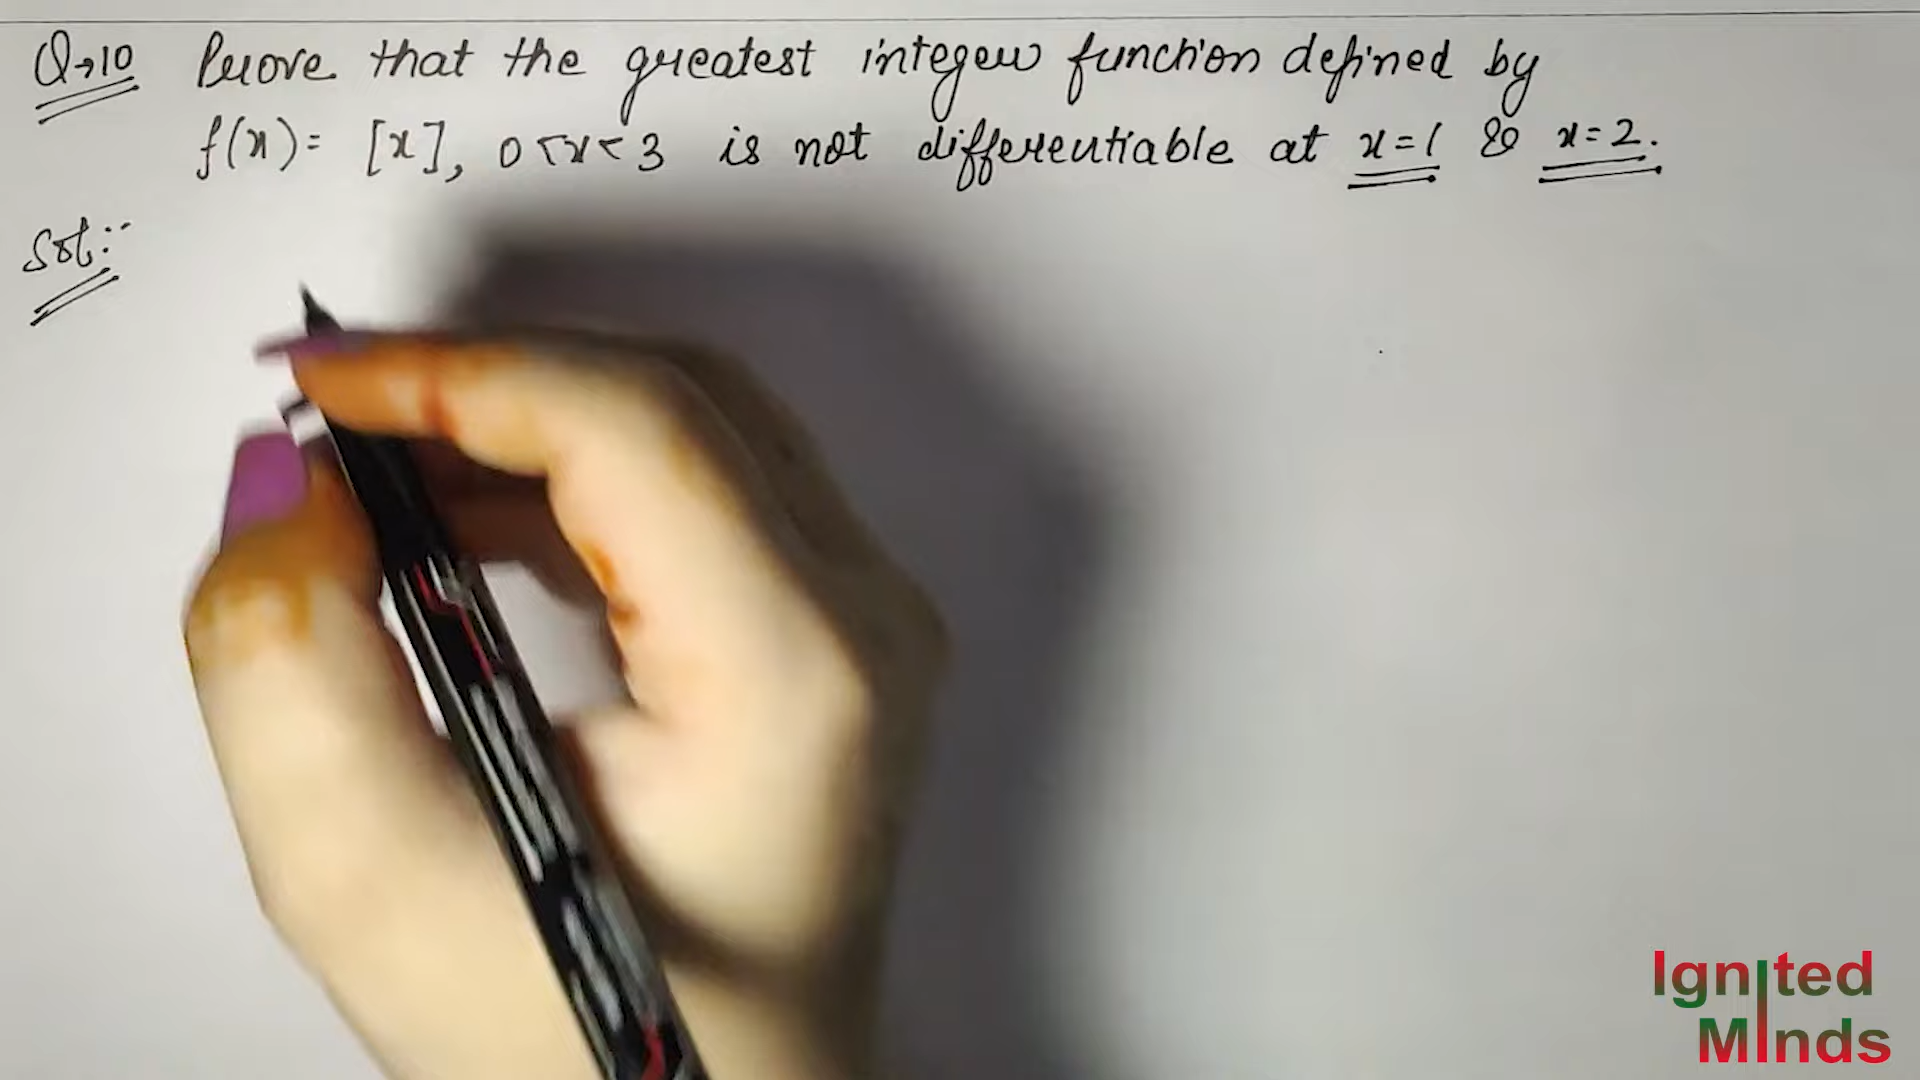 Q→10 Prove that the greatest integer function defined by
f(x) = [x], 0<x<3 is not differentiable at x=1 & x=2.
Sol:-
Ignited
Minds